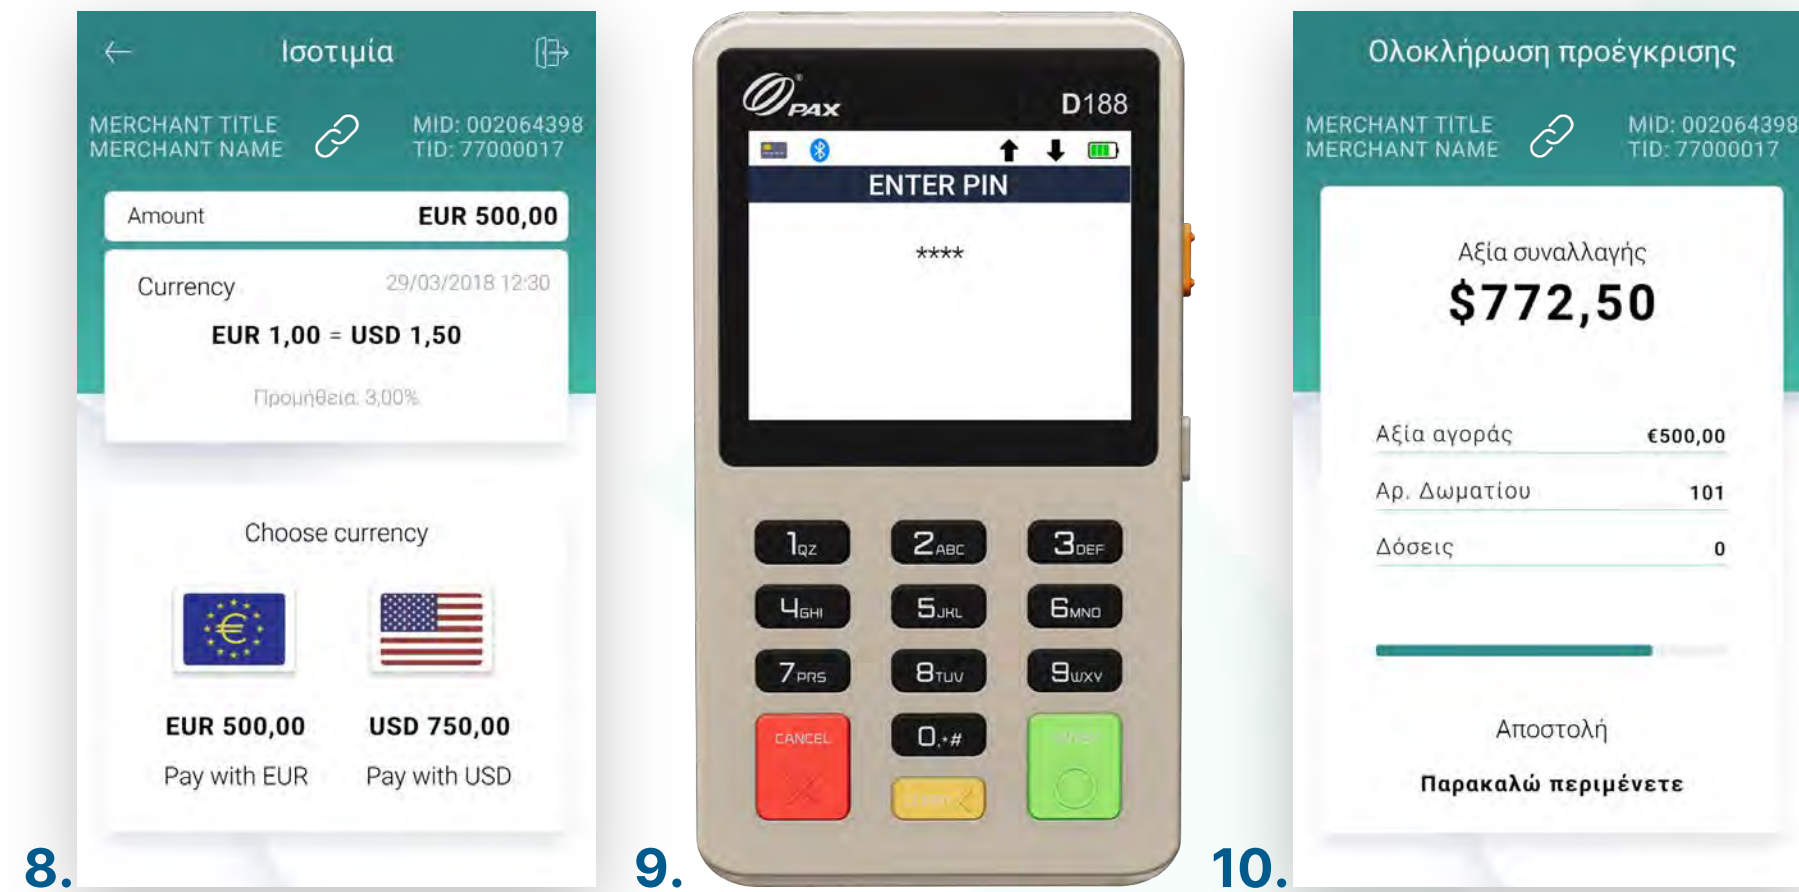 Ισοτιμία
MERCHANT TITLE
MERCHANT NAME
MID: 002064398
TID: 77000017
Amount EUR 500,00
Currency 29/03/2018 12:30
EUR 1,00 = USD 1,50
Προμήθεια: 3,00%
Choose currency
EUR 500,00 USD 750,00
Pay with EUR Pay with USD
8.
PAX D188
ENTER PIN
****
1QZ 2ABC 3DEF
4GHI 5JKL 6MNO
7PRS 8TUV 9WXY
CANCEL 0,*#
9.
Ολοκλήρωση προέγκρισης
MERCHANT TITLE
MERCHANT NAME
MID: 002064398
TID: 77000017
Αξία συναλλαγής
$772,50
Αξία αγοράς €500,00
Αρ. Δωματίου 101
Δόσεις 0
Αποστολή
Παρακαλώ περιμένετε
10.